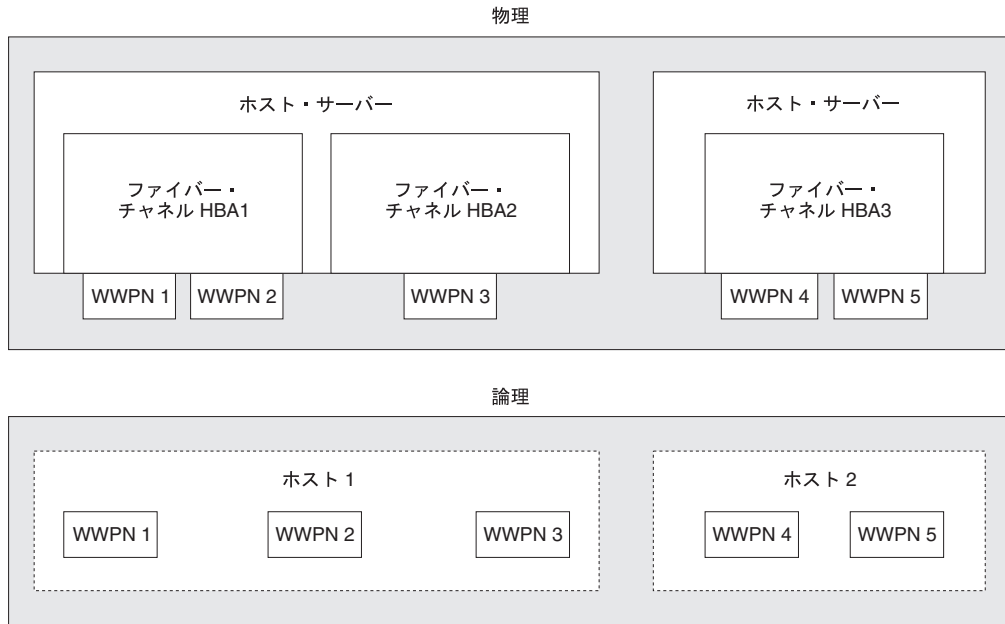 物理
ホスト・サーバー
ファイバー・
チャネル HBA1
ファイバー・
チャネル HBA2
WWPN 1
WWPN 2
WWPN 3
ホスト・サーバー
ファイバー・
チャネル HBA3
WWPN 4
WWPN 5
論理
ホスト 1
WWPN 1
WWPN 2
WWPN 3
ホスト 2
WWPN 4
WWPN 5